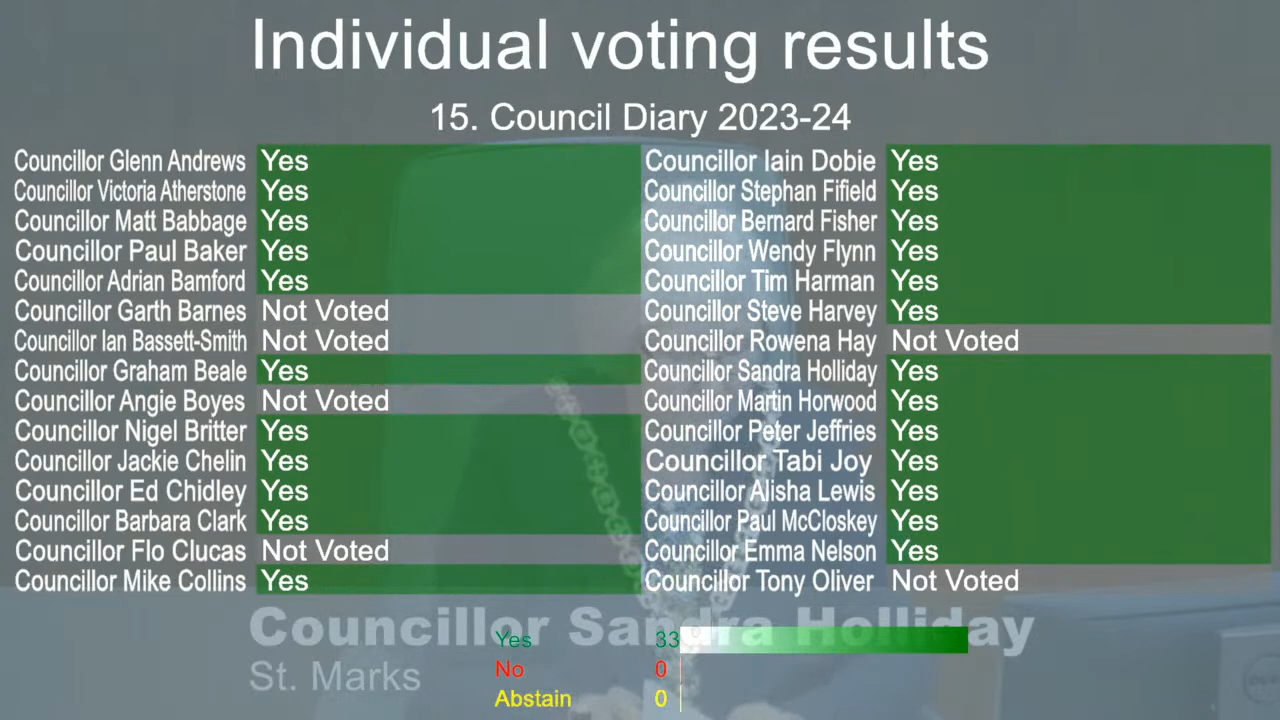 Individual voting results
15. Council Diary 2023-24
Councillor Glenn Andrews Yes
Councillor Victoria Atherstone Yes
Councillor Matt Babbage Yes
Councillor Paul Baker Yes
Councillor Adrian Bamford Yes
Councillor Garth Barnes Not Voted
Councillor Ian Bassett-Smith Not Voted
Councillor Graham Beale Yes
Councillor Angie Boyes Not Voted
Councillor Nigel Britter Yes
Councillor Jackie Chelin Yes
Councillor Ed Chidley Yes
Councillor Barbara Clark Yes
Councillor Flo Clucas Not Voted
Councillor Mike Collins Yes
Councillor Iain Dobie Yes
Councillor Stephan Fifield Yes
Councillor Bernard Fisher Yes
Councillor Wendy Flynn Yes
Councillor Tim Harman Yes
Councillor Steve Harvey Yes
Councillor Rowena Hay Not Voted
Councillor Sandra Holliday Yes
Councillor Martin Horwood Yes
Councillor Peter Jeffries Yes
Councillor Tabi Joy Yes
Councillor Alisha Lewis Yes
Councillor Paul McCloskey Yes
Councillor Emma Nelson Yes
Councillor Tony Oliver Not Voted
Councillor Sandra Holliday
St. Marks
Yes 33
No 0
Abstain 0